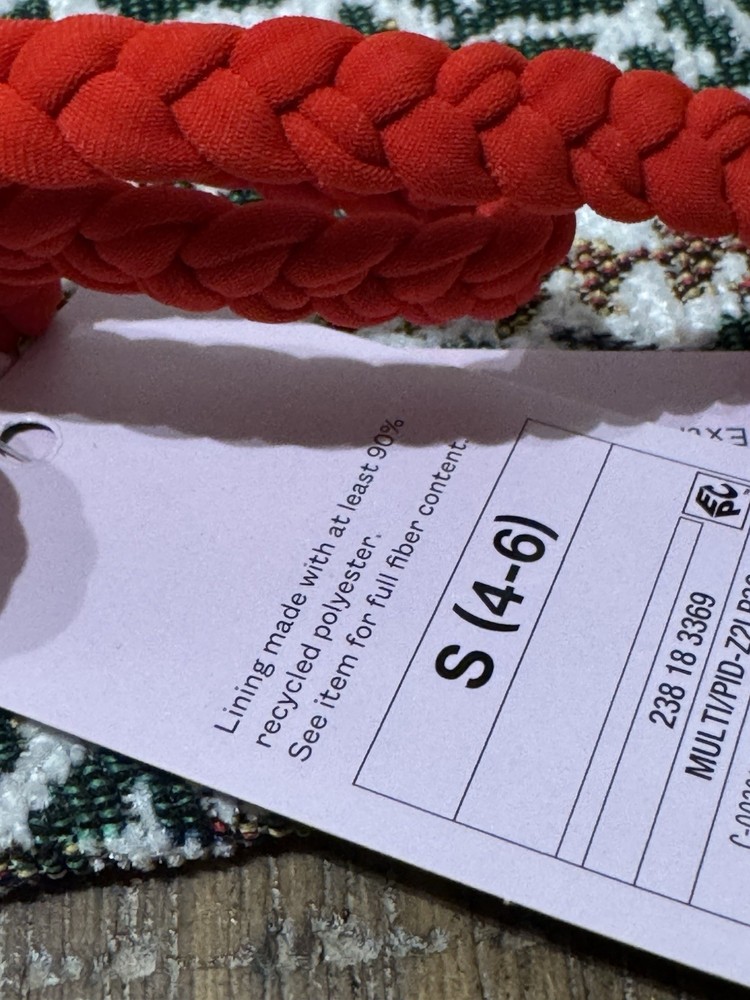 Lining made with at least 90%
recycled polyester.
See item for full fiber content.
S (4-6)
238 18 3369